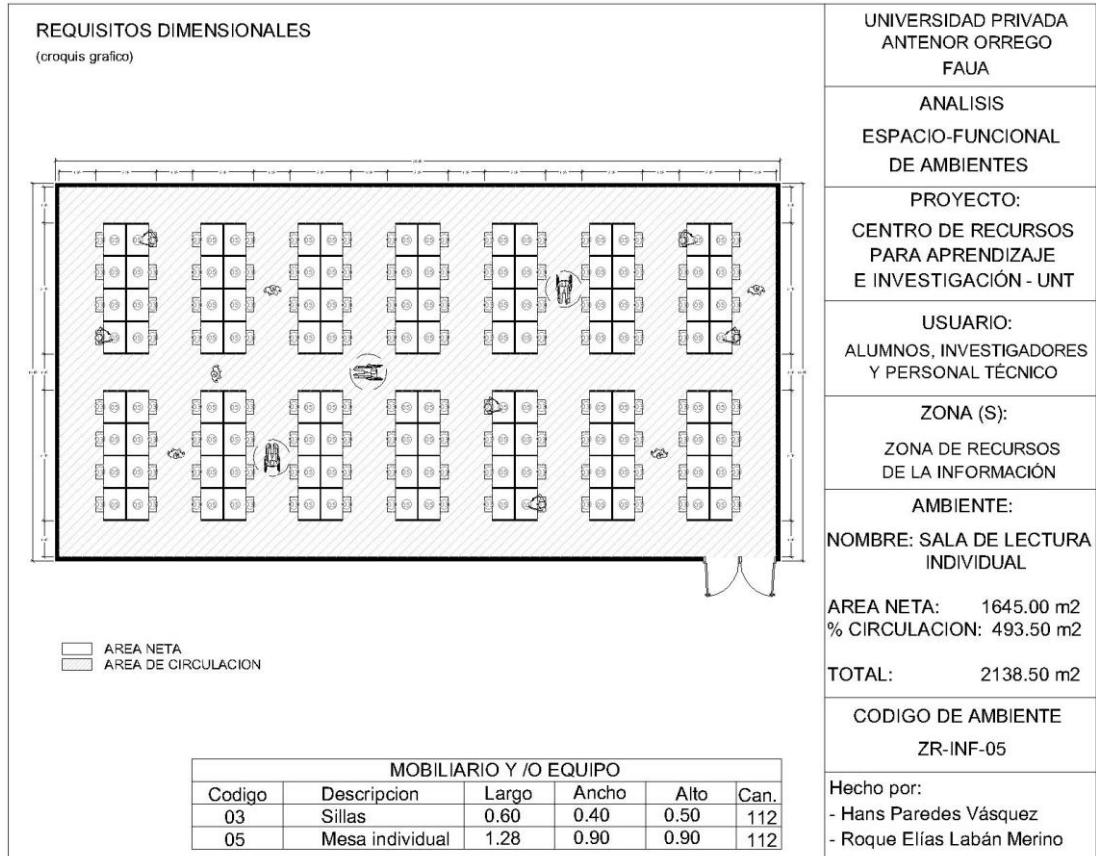 REQUISITOS DIMENSIONALES
(croquis grafico)
AREA NETA
AREA DE CIRCULACION
MOBILIARIO Y /O EQUIPO
Codigo Descripcion Largo Ancho Alto Can.
03 Sillas 0.60 0.40 0.50 112
05 Mesa individual 1.28 0.90 0.90 112
UNIVERSIDAD PRIVADA
ANTENOR ORREGO
FAUA
ANALISIS
ESPACIO-FUNCIONAL
DE AMBIENTES
PROYECTO:
CENTRO DE RECURSOS
PARA APRENDIZAJE
E INVESTIGACIÓN - UNT
USUARIO:
ALUMNOS, INVESTIGADORES
Y PERSONAL TÉCNICO
ZONA (S):
ZONA DE RECURSOS
DE LA INFORMACIÓN
AMBIENTE:
NOMBRE: SALA DE LECTURA
INDIVIDUAL
AREA NETA: 1645.00 m2
% CIRCULACION: 493.50 m2
TOTAL: 2138.50 m2
CODIGO DE AMBIENTE
ZR-INF-05
Hecho por:
- Hans Paredes Vásquez
- Roque Elías Labán Merino